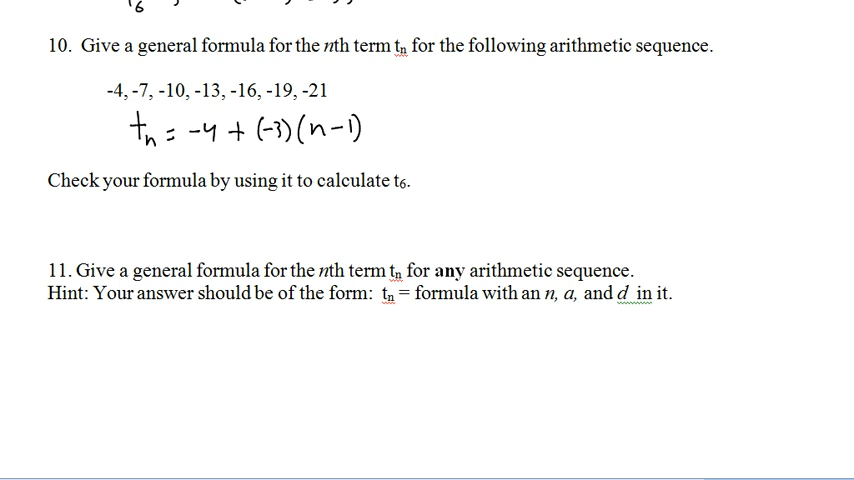 10. Give a general formula for the nth term tn for the following arithmetic sequence.
-4, -7, -10, -13, -16, -19, -21
tn = -4 + (-3)(n-1)
Check your formula by using it to calculate t6.
11. Give a general formula for the nth term tn for any arithmetic sequence.
Hint: Your answer should be of the form: tn = formula with an n, a, and d in it.